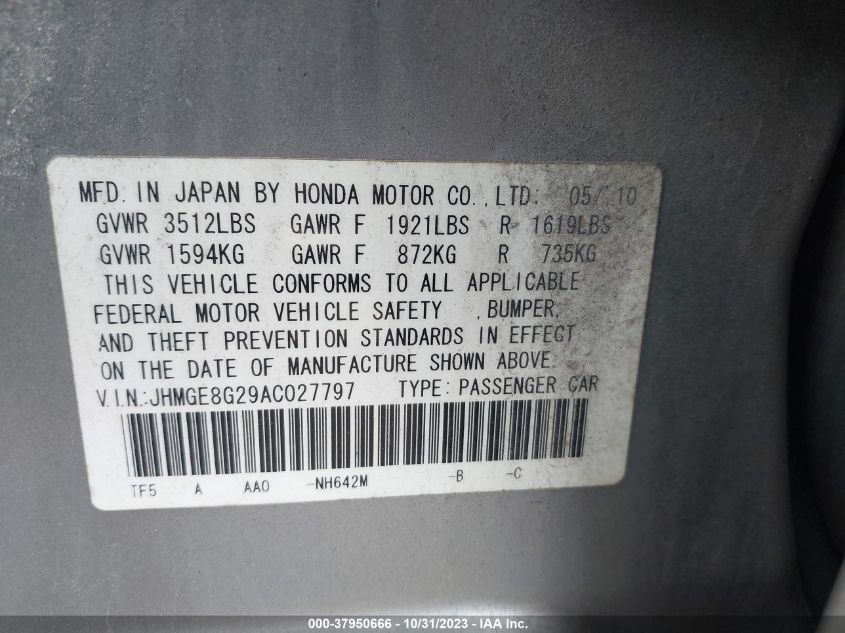 MFD. IN JAPAN BY HONDA MOTOR CO., LTD: 05/ 10
GVWR 3512LBS GAWR F 1921LBS R 1619LBS
GVWR 1594KG GAWR F 872KG R 735KG
THIS VEHICLE CONFORMS TO ALL APPLICABLE
FEDERAL MOTOR VEHICLE SAFETY , BUMPER,
AND THEFT PREVENTION STANDARDS IN EFFECT
ON THE DATE OF MANUFACTURE SHOWN ABOVE.
V.I.N.:JHMGE8G29AC027797 TYPE: PASSENGER CAR
TF5 A AA0 -NH642M -B -C
000-37950666 - 10/31/2023 - IAA Inc.